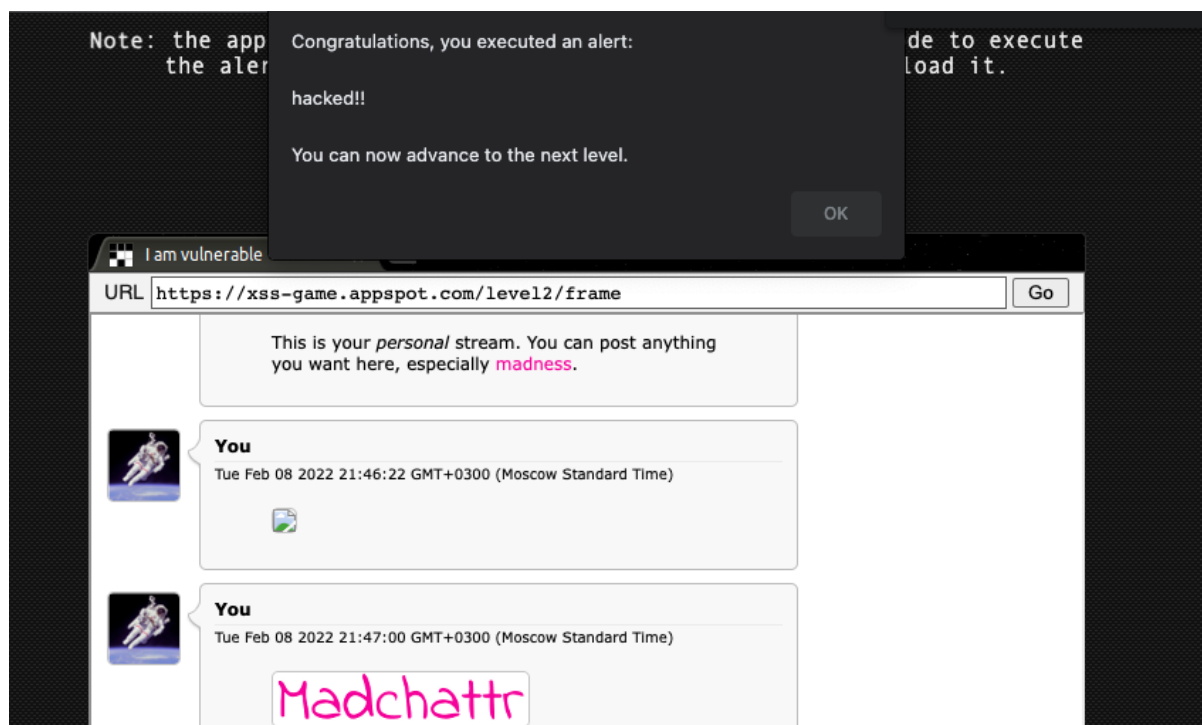 Note: the app
de to execute
the aler
load it.
Congratulations, you executed an alert:
hacked!!
You can now advance to the next level.
OK
I am vulnerable
URL https://xss-game.appspot.com/level2/frame Go
This is your personal stream. You can post anything
you want here, especially madness.
You
Tue Feb 08 2022 21:46:22 GMT+0300 (Moscow Standard Time)
You
Tue Feb 08 2022 21:47:00 GMT+0300 (Moscow Standard Time)
Madchattr